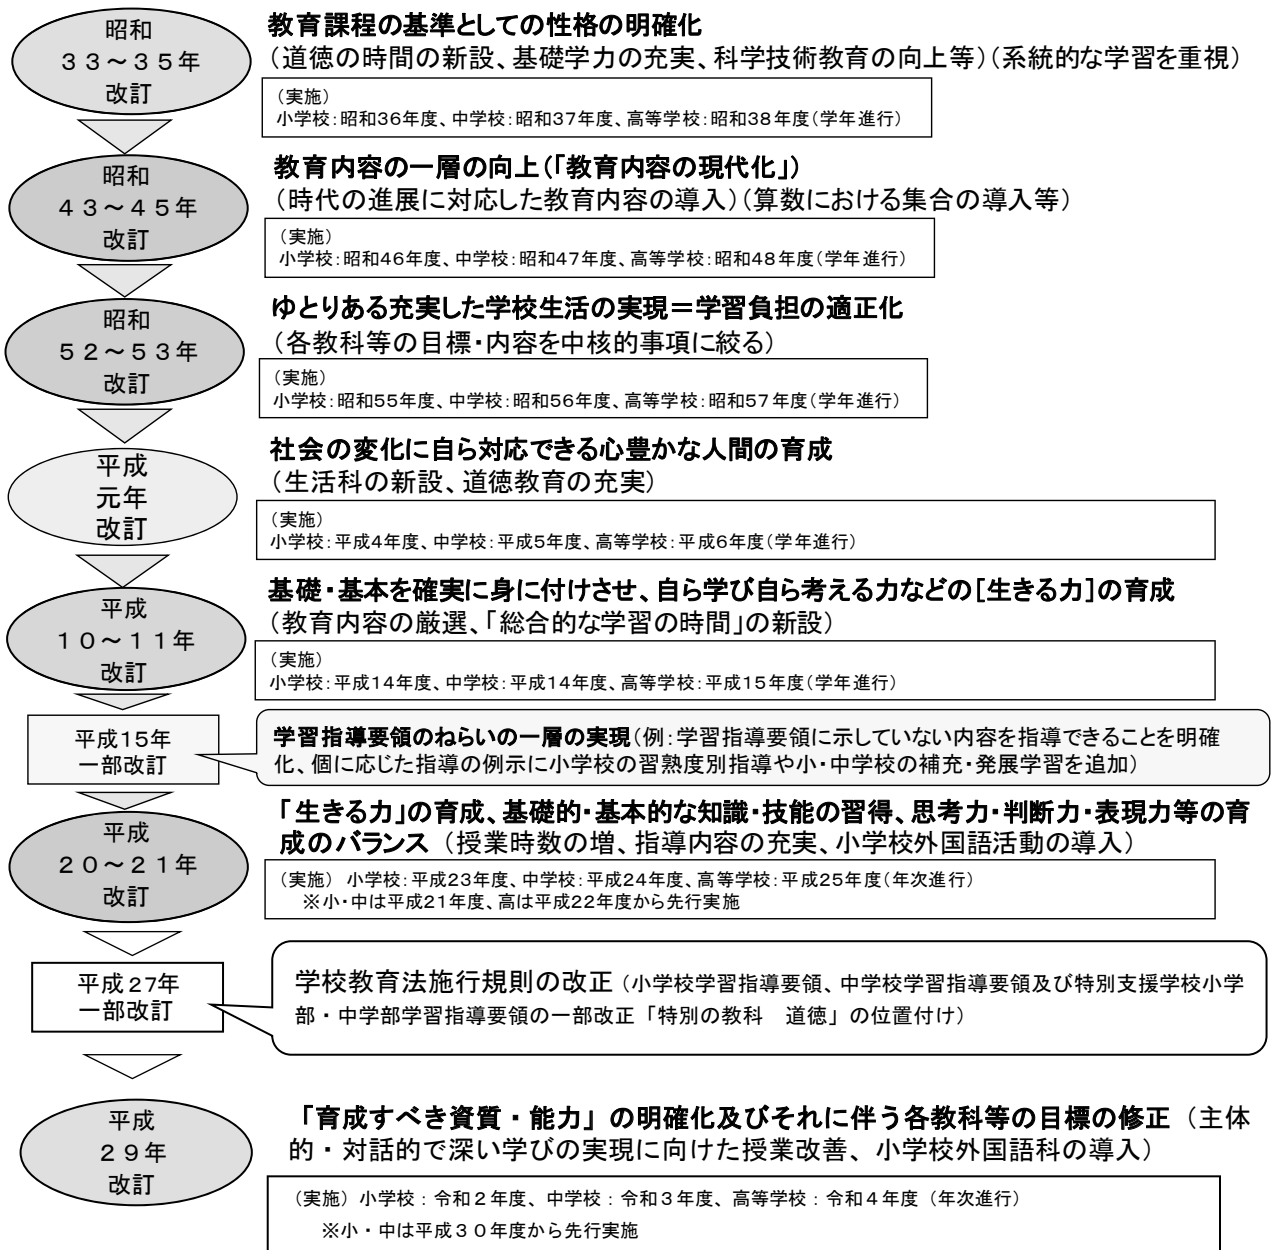 昭和
３３～３５年
改訂
教育課程の基準としての性格の明確化
（道徳の時間の新設、基礎学力の充実、科学技術教育の向上等）（系統的な学習を重視）
（実施）
小学校：昭和36年度、中学校：昭和37年度、高等学校：昭和38年度（学年進行）
昭和
４３～４５年
改訂
教育内容の一層の向上（「教育内容の現代化」）
（時代の進展に対応した教育内容の導入）（算数における集合の導入等）
（実施）
小学校：昭和46年度、中学校：昭和47年度、高等学校：昭和48年度（学年進行）
昭和
５２～５３年
改訂
ゆとりある充実した学校生活の実現＝学習負担の適正化
（各教科等の目標・内容を中核的事項に絞る）
（実施）
小学校：昭和55年度、中学校：昭和56年度、高等学校：昭和57年度（学年進行）
平成
元年
改訂
社会の変化に自ら対応できる心豊かな人間の育成
（生活科の新設、道徳教育の充実）
（実施）
小学校：平成4年度、中学校：平成5年度、高等学校：平成6年度（学年進行）
平成
１０～１１年
改訂
基礎・基本を確実に身に付けさせ、自ら学び自ら考える力などの［生きる力］の育成
（教育内容の厳選、「総合的な学習の時間」の新設）
（実施）
小学校：平成14年度、中学校：平成14年度、高等学校：平成15年度（学年進行）
平成15年
一部改訂
学習指導要領のねらいの一層の実現（例：学習指導要領に示していない内容を指導できることを明確
化、個に応じた指導の例示に小学校の習熟度別指導や小・中学校の補充・発展学習を追加）
平成
２０～２１年
改訂
「生きる力」の育成、基礎的・基本的な知識・技能の習得、思考力・判断力・表現力等の育
成のバランス（授業時数の増、指導内容の充実、小学校外国語活動の導入）
（実施） 小学校：平成23年度、中学校：平成24年度、高等学校：平成25年度（年次進行）
※小・中は平成21年度、高は平成22年度から先行実施
平成27年
一部改訂
学校教育法施行規則の改正（小学校学習指導要領、中学校学習指導要領及び特別支援学校小学
部・中学部学習指導要領の一部改正「特別の教科　道徳」の位置付け）
平成
２９年
改訂
「育成すべき資質・能力」の明確化及びそれに伴う各教科等の目標の修正（主体
的・対話的で深い学びの実現に向けた授業改善、小学校外国語科の導入）
（実施）小学校：令和２年度、中学校：令和３年度、高等学校：令和４年度（年次進行）
※小・中は平成３０年度から先行実施